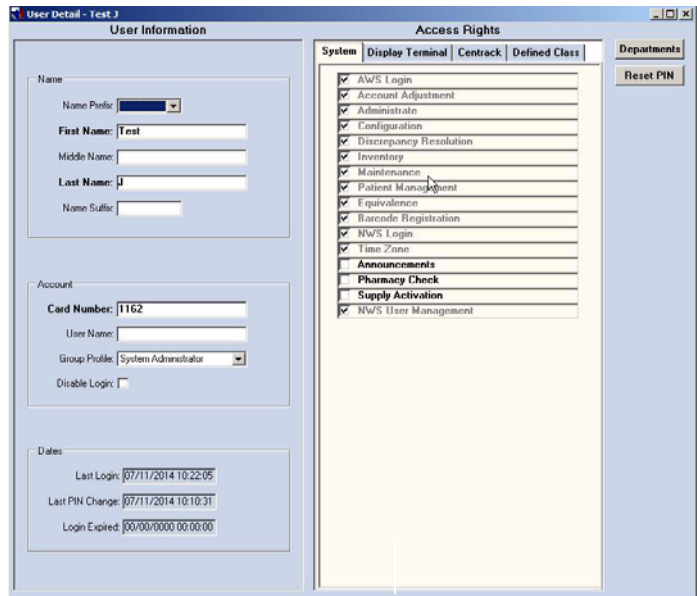 User Detail - Test J
User Information
Name
Name Prefix:
First Name: Test
Middle Name:
Last Name: J
Name Suffix:
Account
Card Number: 1162
User Name:
Group Profile: System Administrator
Disable Login:
Dates
Last Login: 07/11/2014 10:22:05
Last PIN Change: 07/11/2014 10:10:31
Login Expired: 00/00/0000 00:00:00
Access Rights
System Display Terminal Centrack Defined Class
AWS Login
Account Adjustment
Administrate
Configuration
Discrepancy Resolution
Inventory
Maintenance
Patient Management
Equivalence
Barcode Registration
NWS Login
Time Zone
Announcements
Pharmacy Check
Supply Activation
NWS User Management
Departments
Reset PIN